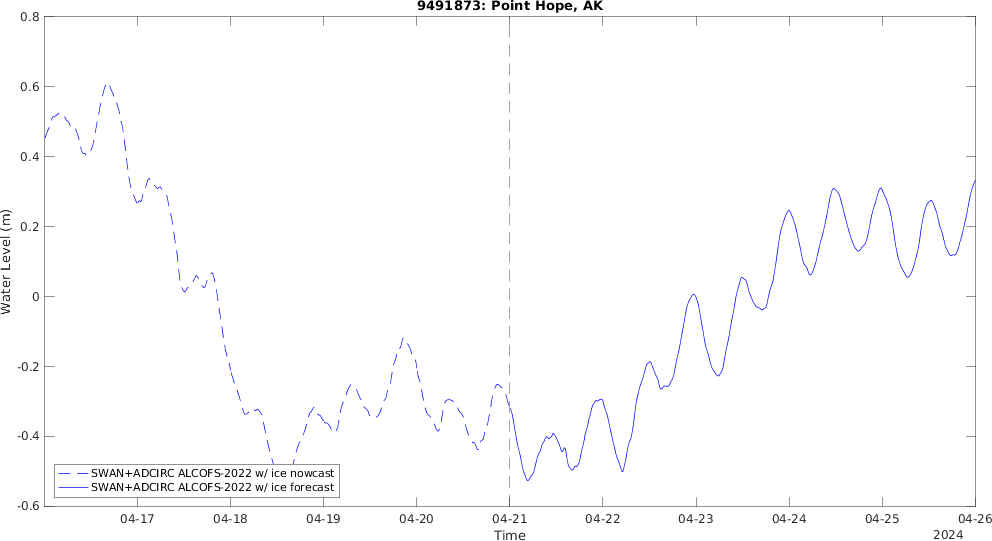 9491873: Point Hope, AK
Water Level (m)
0.8
0.6
0.4
0.2
0
-0.2
-0.4
-0.6
SWAN+ADCIRC ALCOFS-2022 w/ ice nowcast
SWAN+ADCIRC ALCOFS-2022 w/ ice forecast
04-17 04-18 04-19 04-20 04-21 04-22 04-23 04-24 04-25 04-26
Time
2024